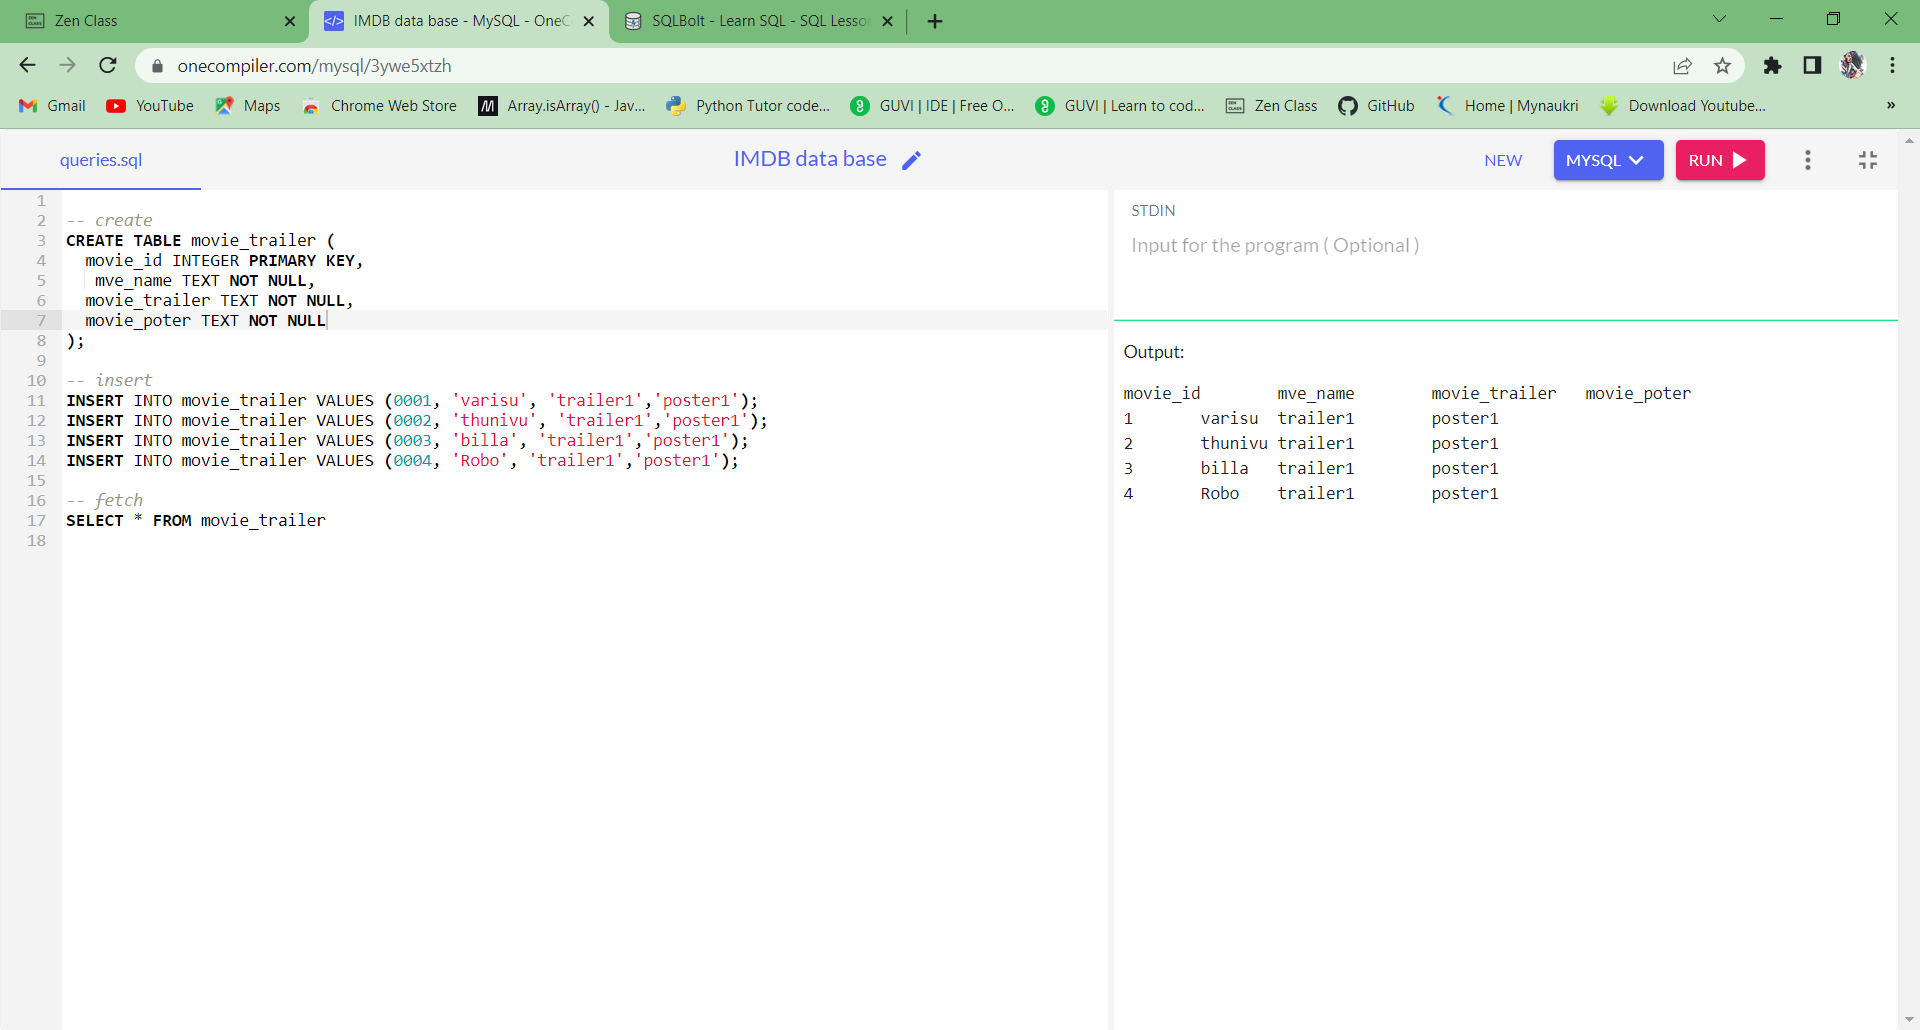 Zen Class
IMDB data base - MySQL - OneC
SQLBolt - Learn SQL - SQL Lesson
onecompiler.com/mysql/3ywe5xtzh
Gmail YouTube Maps Chrome Web Store Array.isArray() - Jav... Python Tutor code... GUVI | IDE | Free O... GUVI | Learn to cod... Zen Class GitHub Home | Mynaukri Download Youtube... »
queries.sql
IMDB data base
NEW
MYSQL
RUN
1
2 -- create
3 CREATE TABLE movie_trailer (
4 movie_id INTEGER PRIMARY KEY,
5 mve_name TEXT NOT NULL,
6 movie_trailer TEXT NOT NULL,
7 movie_poter TEXT NOT NULL
8 );
9
10 -- insert
11 INSERT INTO movie_trailer VALUES (0001, 'varisu', 'trailer1','poster1');
12 INSERT INTO movie_trailer VALUES (0002, 'thunivu', 'trailer1','poster1');
13 INSERT INTO movie_trailer VALUES (0003, 'billa', 'trailer1','poster1');
14 INSERT INTO movie_trailer VALUES (0004, 'Robo', 'trailer1','poster1');
15
16 -- fetch
17 SELECT * FROM movie_trailer
18
STDIN
Input for the program ( Optional )
Output:
movie_id mve_name movie_trailer movie_poter
1 varisu trailer1 poster1
2 thunivu trailer1 poster1
3 billa trailer1 poster1
4 Robo trailer1 poster1